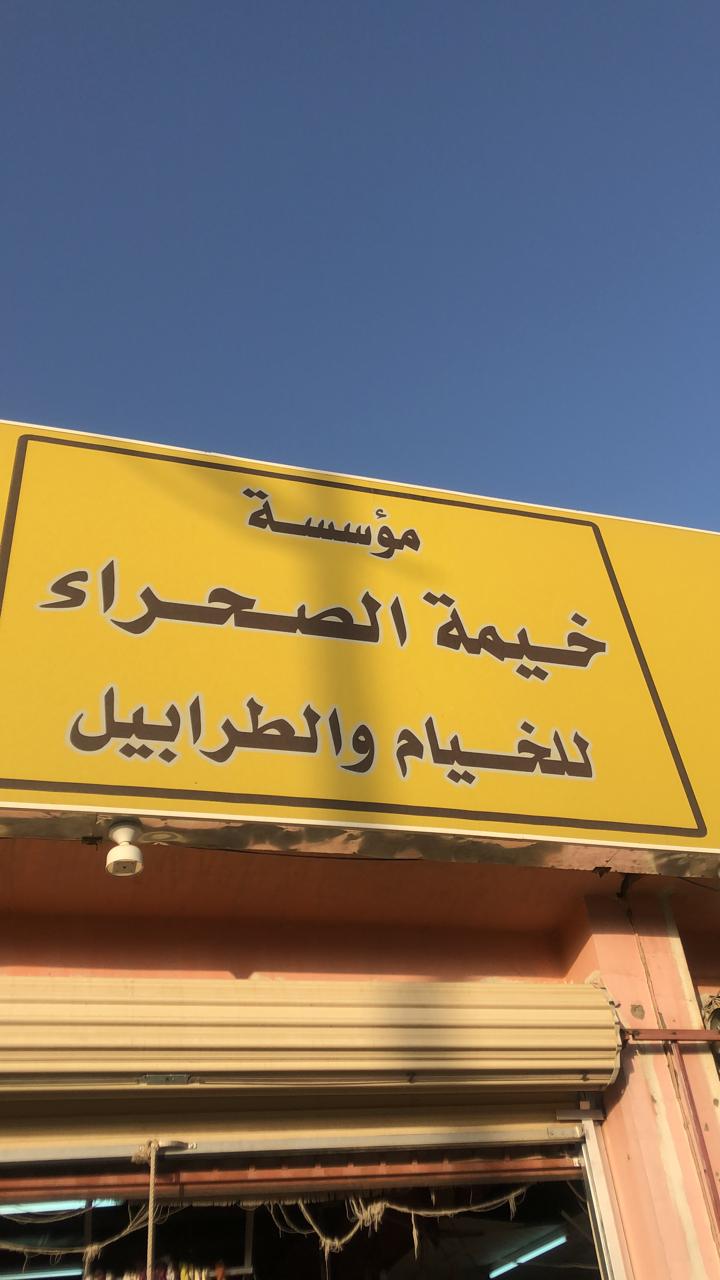 مؤسسة
خيمة الصحراء
للخيام والطرابيل